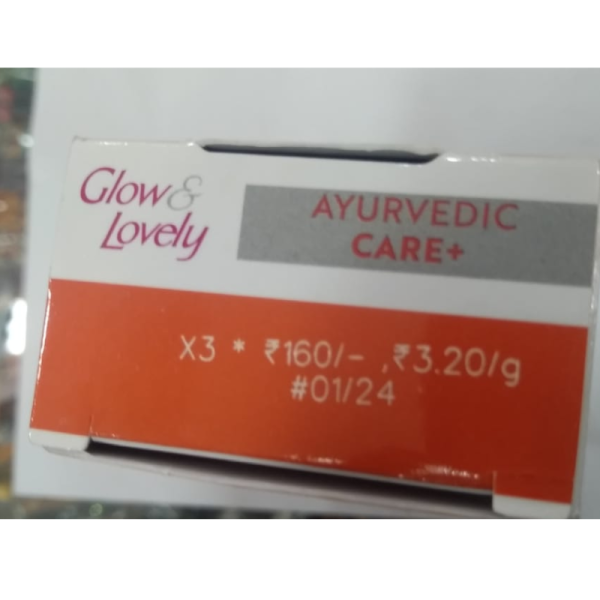 Glow &
Lovely
AYURVEDIC
CARE+
X3 * ₹160/- ,₹3.20/g
#01/24